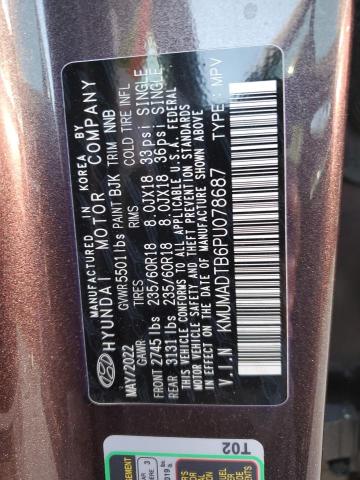 MANUFACTURED BY IN KOREA
HYUNDAI MOTOR COMPANY
MAY/2022 GVWR 5501 lbs PAINT BJK TRIM NNB
GAWR TIRES RIMS COLD TIRE INFL
FRONT 2745 lbs 235/60R18 8.0JX18 33psi SINGLE
REAR 3131 lbs 235/60R18 8.0JX18 36psi SINGLE
THIS VEHICLE CONFORMS TO ALL APPLICABLE U.S.A. FEDERAL
MOTOR VEHICLE SAFETY AND THEFT PREVENTION STANDARDS
IN EFFECT ON THE DATE OF MANUFACTURE SHOWN ABOVE
V.I.N KMUMADTB6PU078687 TYPE : MPV
T02